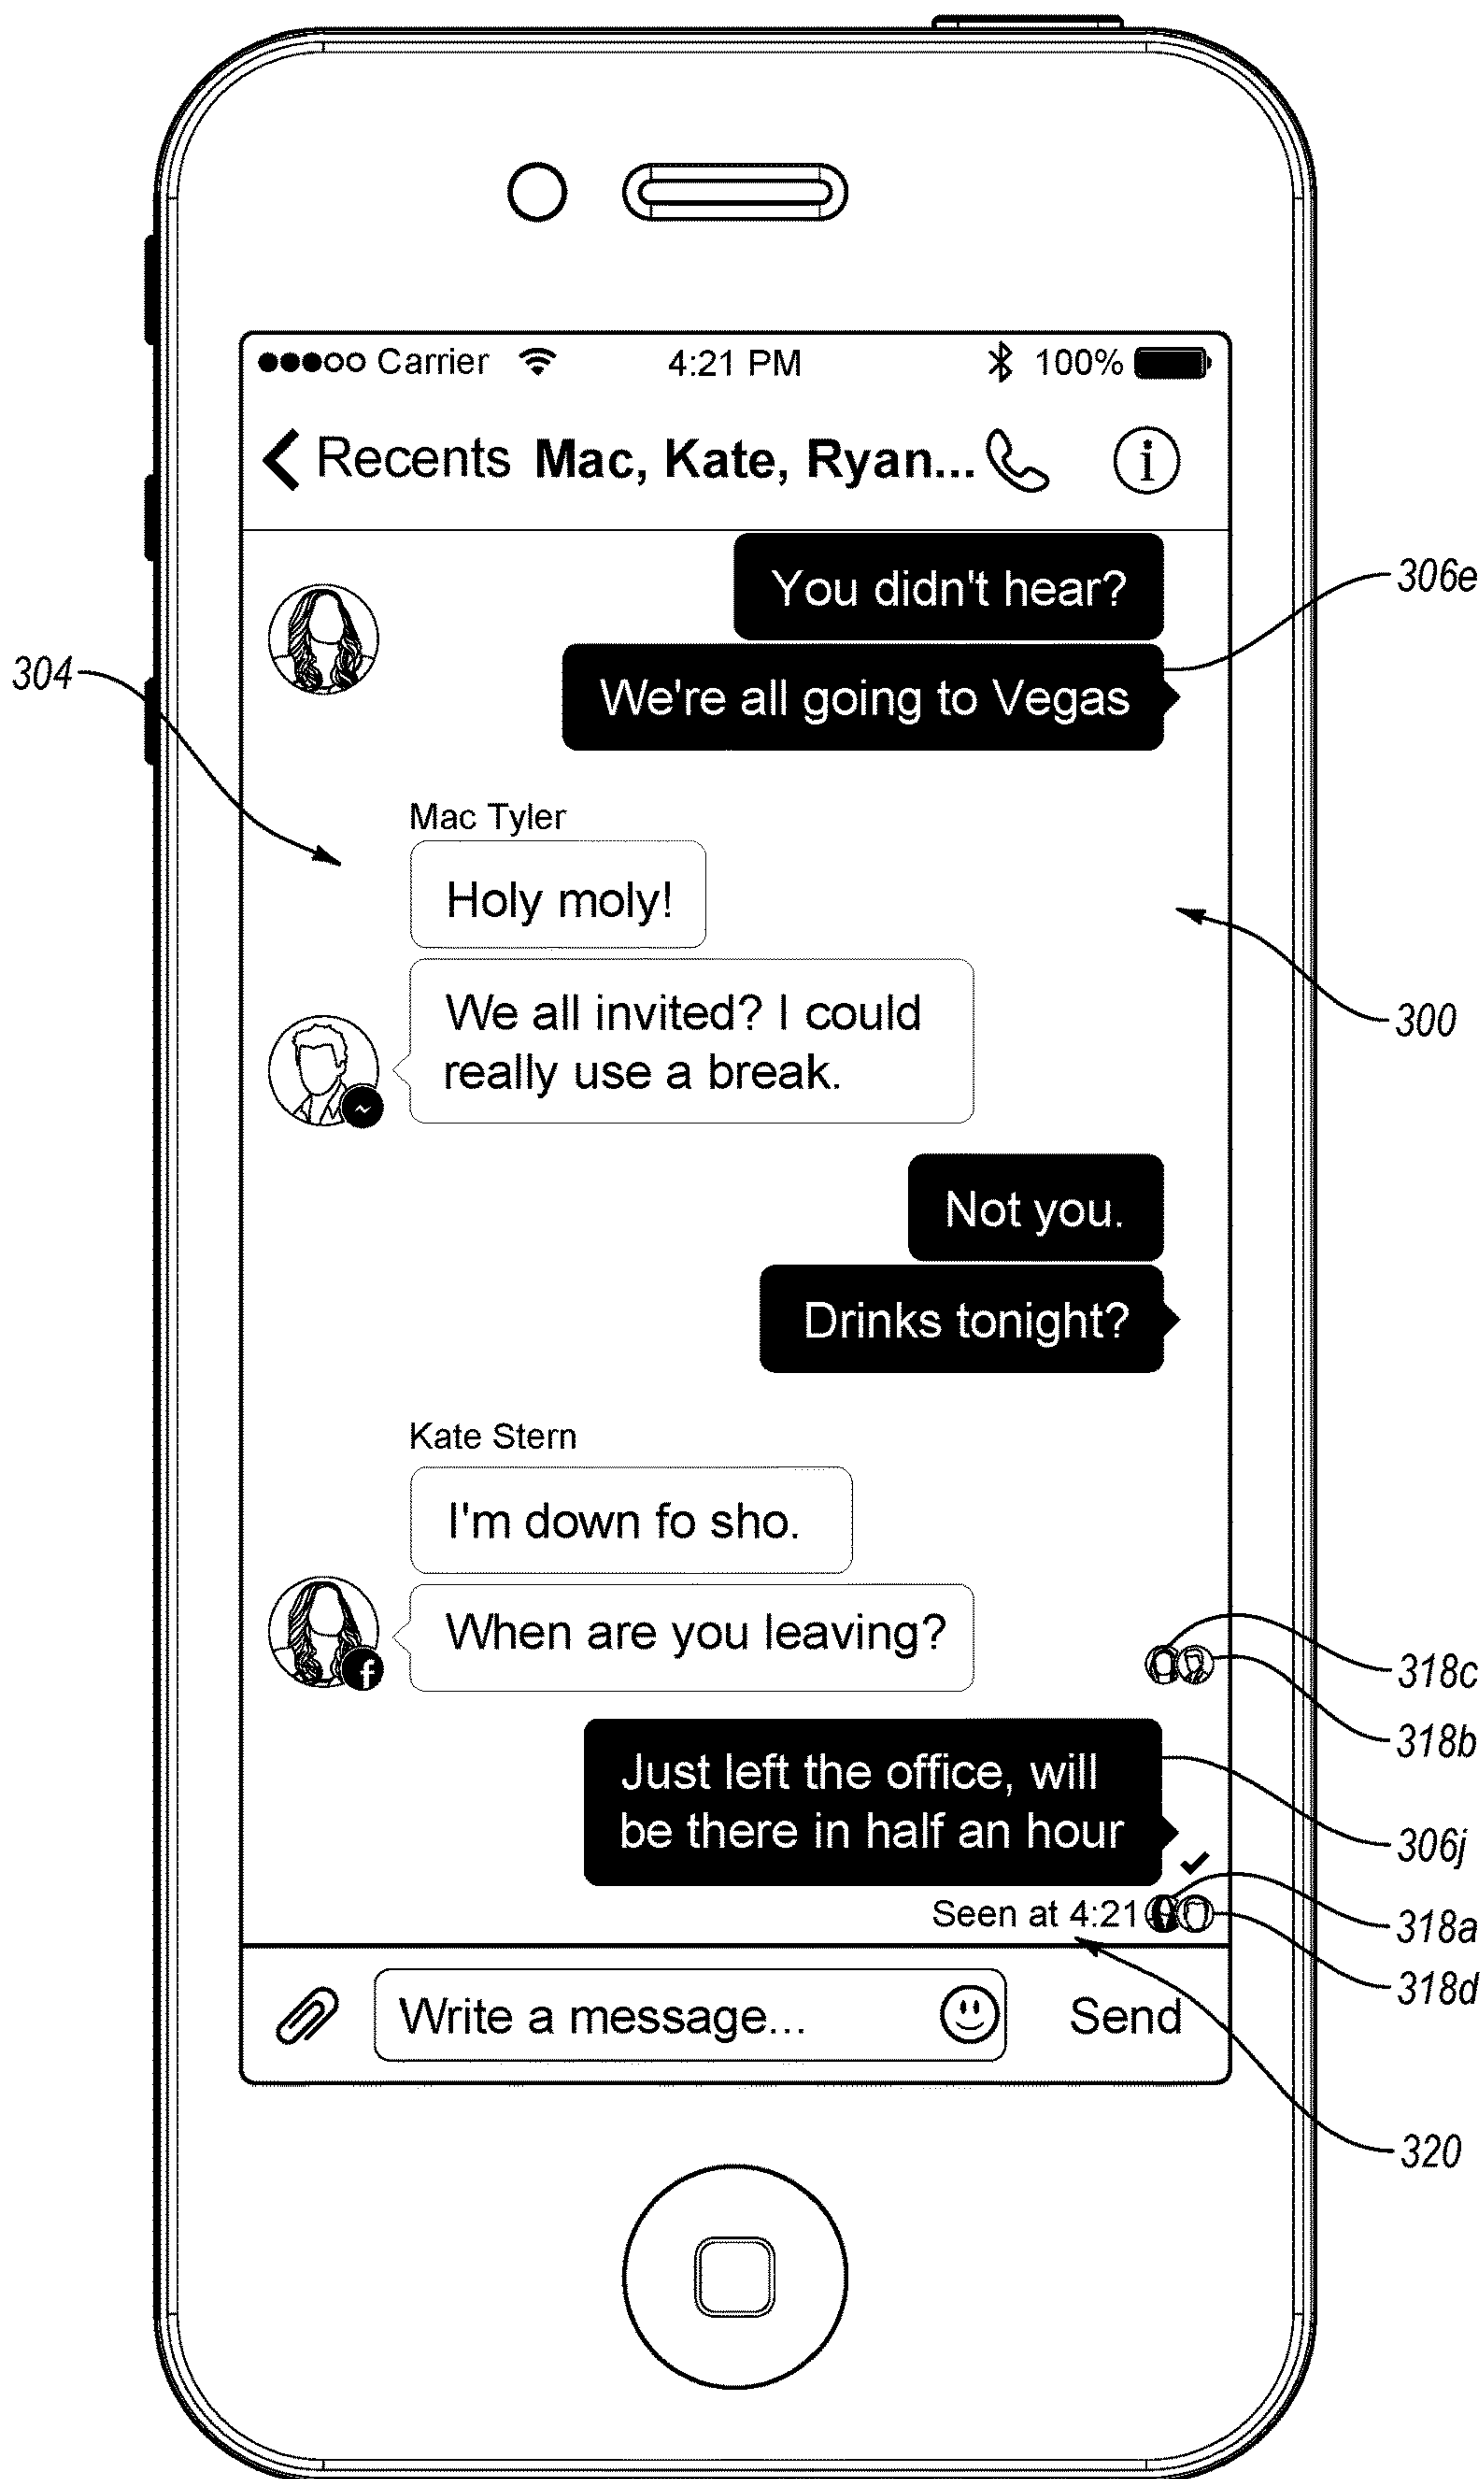 Carrier 4:21 PM 100%
Recents Mac, Kate, Ryan... i
You didn't hear?
306e
We're all going to Vegas
304
Mac Tyler
Holy moly!
We all invited? I could
really use a break.
300
Not you.
Drinks tonight?
Kate Stern
I'm down fo sho.
When are you leaving?
f
318c
318b
Just left the office, will
be there in half an hour
306j
Seen at 4:21
318a
318d
Write a message... Send
320